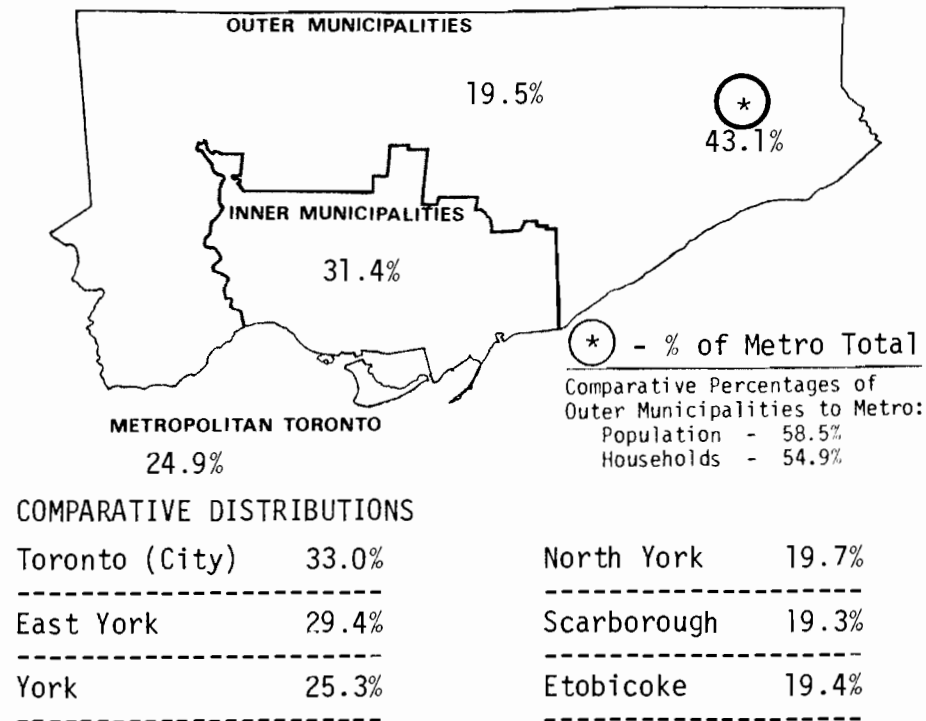 OUTER MUNICIPALITIES
19.5%
*
43.1%
INNER MUNICIPALITIES
31.4%
* - % of Metro Total
Comparative Percentages of
Outer Municipalities to Metro:
Population - 58.5%
Households - 54.9%
METROPOLITAN TORONTO
24.9%
COMPARATIVE DISTRIBUTIONS
Toronto (City) 33.0%
North York 19.7%
East York 29.4%
Scarborough 19.3%
York 25.3%
Etobicoke 19.4%